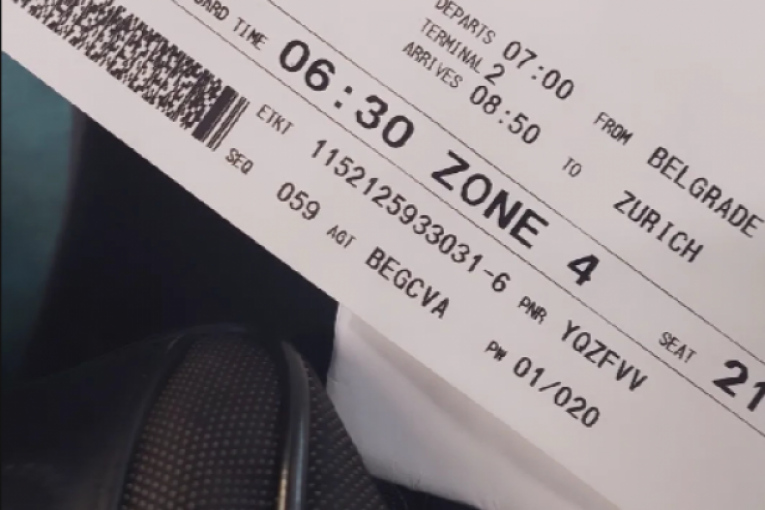 DEPARTS 07:00 FROM BELGRADE
TERMINAL 2
ARRIVES 08:50 TO ZURICH
TIME 06:30 ZONE 4 SEAT 21
ETKT 1152125933031-6 PNR YQZFVV
SEQ 059 AGT BEGCVA PW 01/020